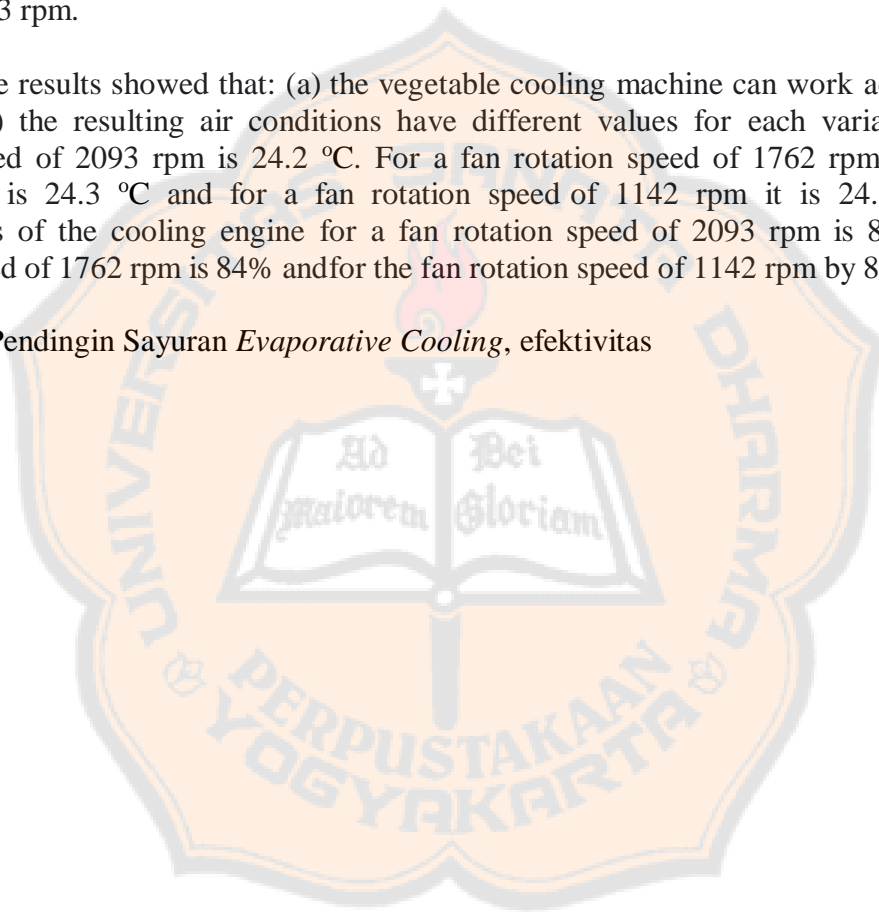 3 rpm.
e results showed that: (a) the vegetable cooling machine can work a
) the resulting air conditions have different values for each varia
ed of 2093 rpm is 24.2 ºC. For a fan rotation speed of 1762 rpm
is 24.3 ºC and for a fan rotation speed of 1142 rpm it is 24.
s of the cooling engine for a fan rotation speed of 2093 rpm is 8
d of 1762 rpm is 84% andfor the fan rotation speed of 1142 rpm by 8
Pendingin Sayuran Evaporative Cooling, efektivitas
UNIVERSITAS SANATA DHARMA
Ad Dei
maiorem Gloriam
PERPUSTAKAAN
YOGYAKARTA